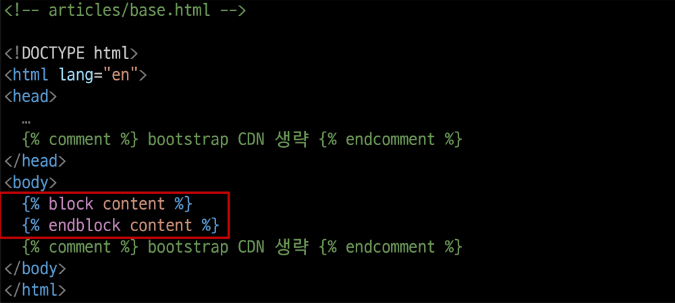 <!-- articles/base.html -->
<!DOCTYPE html>
<html lang="en">
<head>
…
{% comment %} bootstrap CDN 생략 {% endcomment %}
</head>
<body>
{% block content %}
{% endblock content %}
{% comment %} bootstrap CDN 생략 {% endcomment %}
</body>
</html>